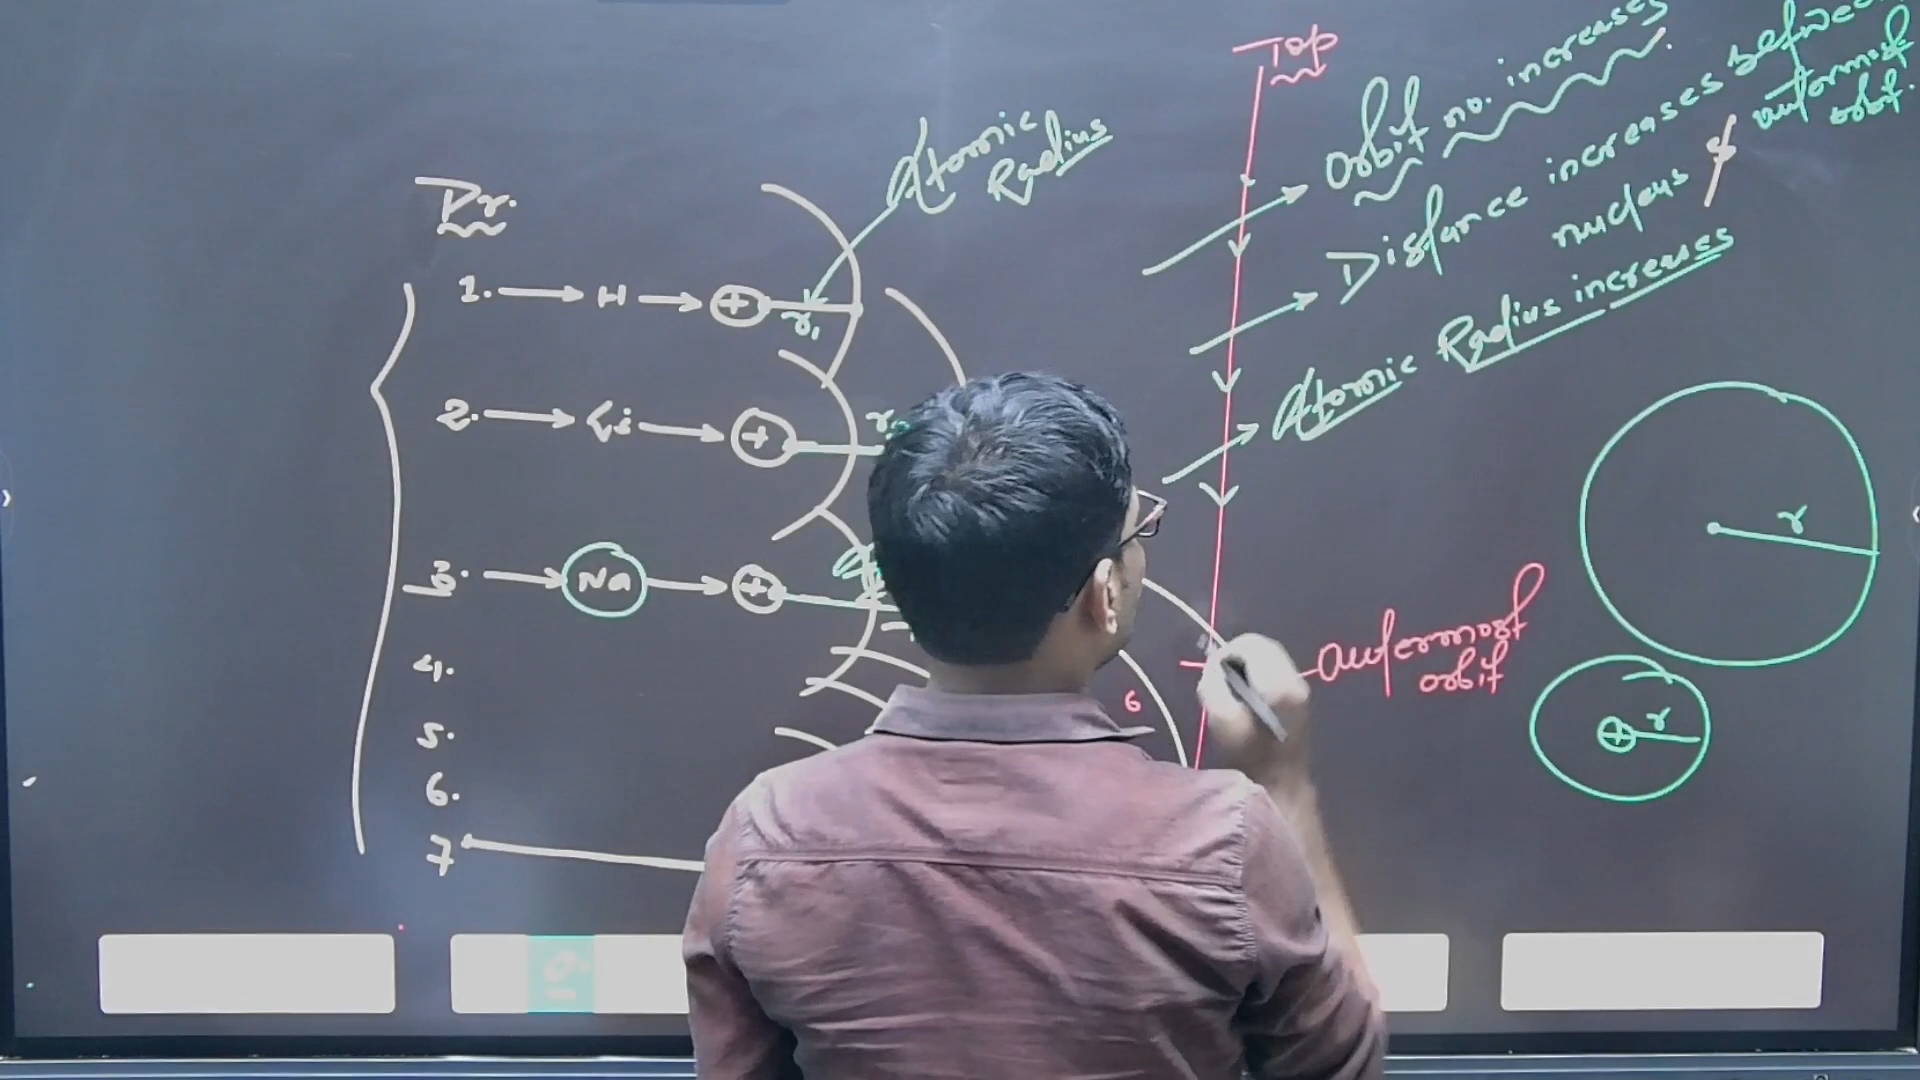 Pr.
1. → H → + r₁
Atomic
Radius
2. → Li → + r
3. → Na → +
4.
5.
6.
7
6
Top
Orbit no. increases
Distance increases between
nucleus & outermost
orbit.
Atomic Radius increases
outermost
orbit
r
+ r